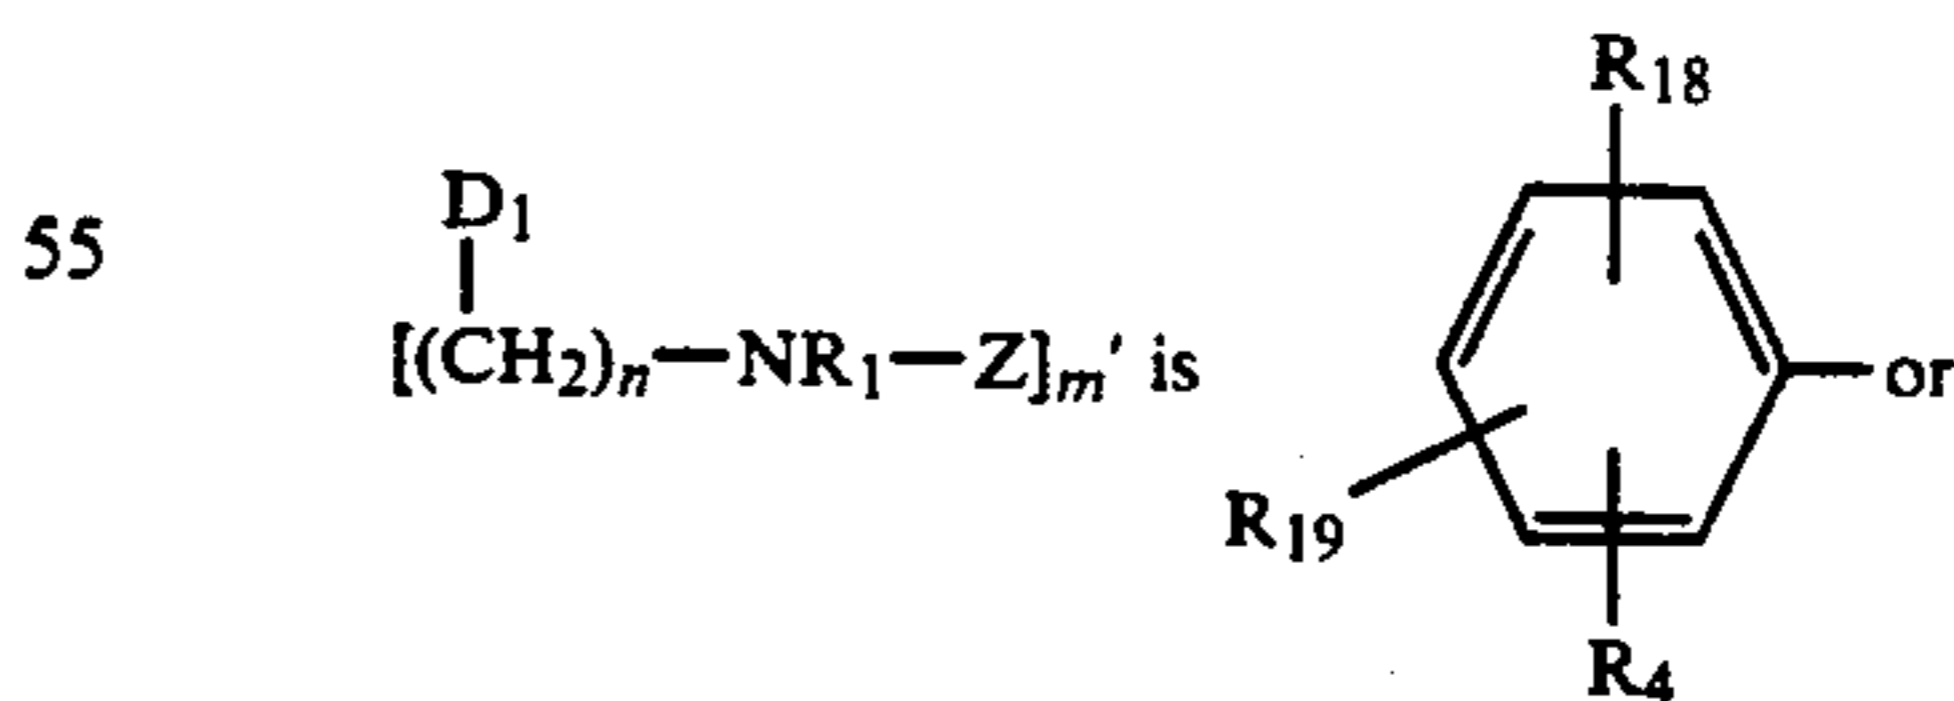 R18
D1
55
[(CH2)n—NR1—Z]m' is
or
R19
R4